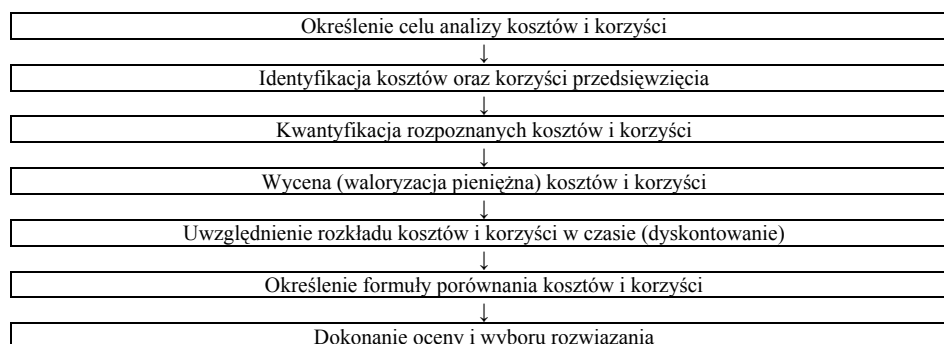 Określenie celu analizy kosztów i korzyści
↓
Identyfikacja kosztów oraz korzyści przedsięwzięcia
↓
Kwantyfikacja rozpoznanych kosztów i korzyści
↓
Wycena (waloryzacja pieniężna) kosztów i korzyści
↓
Uwzględnienie rozkładu kosztów i korzyści w czasie (dyskontowanie)
↓
Określenie formuły porównania kosztów i korzyści
↓
Dokonanie oceny i wyboru rozwiązania